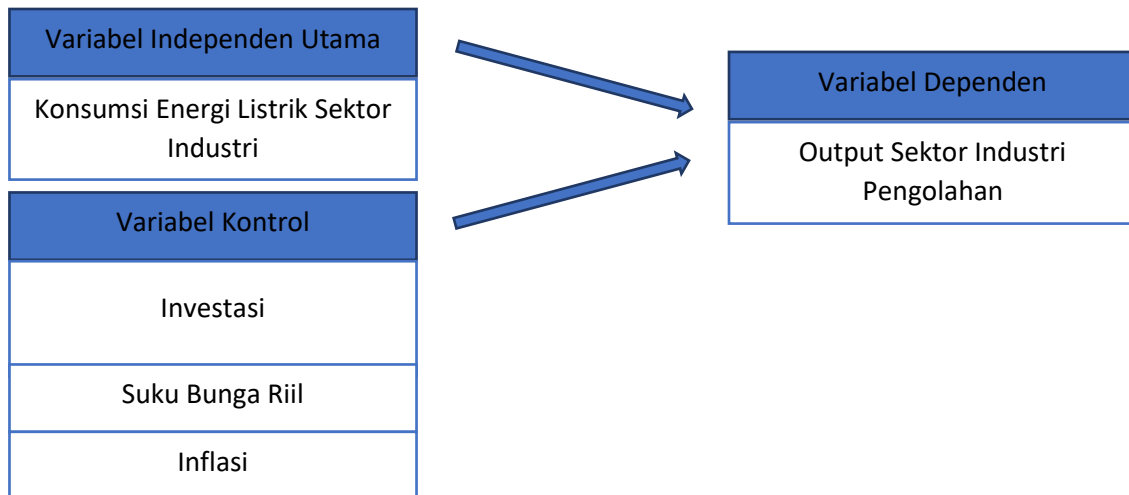 Variabel Independen Utama
Konsumsi Energi Listrik Sektor
Industri
Variabel Kontrol
Investasi
Suku Bunga Riil
Inflasi
Variabel Dependen
Output Sektor Industri
Pengolahan